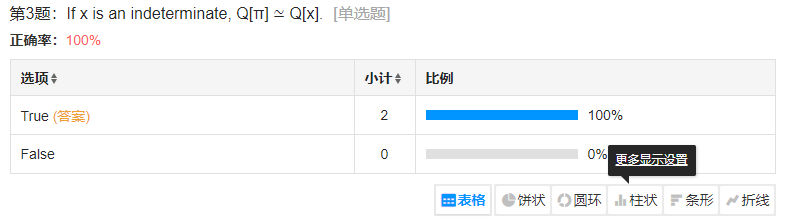 第3题：If x is an indeterminate, Q[π] ≃ Q[x]. [单选题]
正确率：100%
选项 小计 比例
True (答案) 2 100%
False 0 0%
更多显示设置
表格 饼状 圆环 柱状 条形 折线